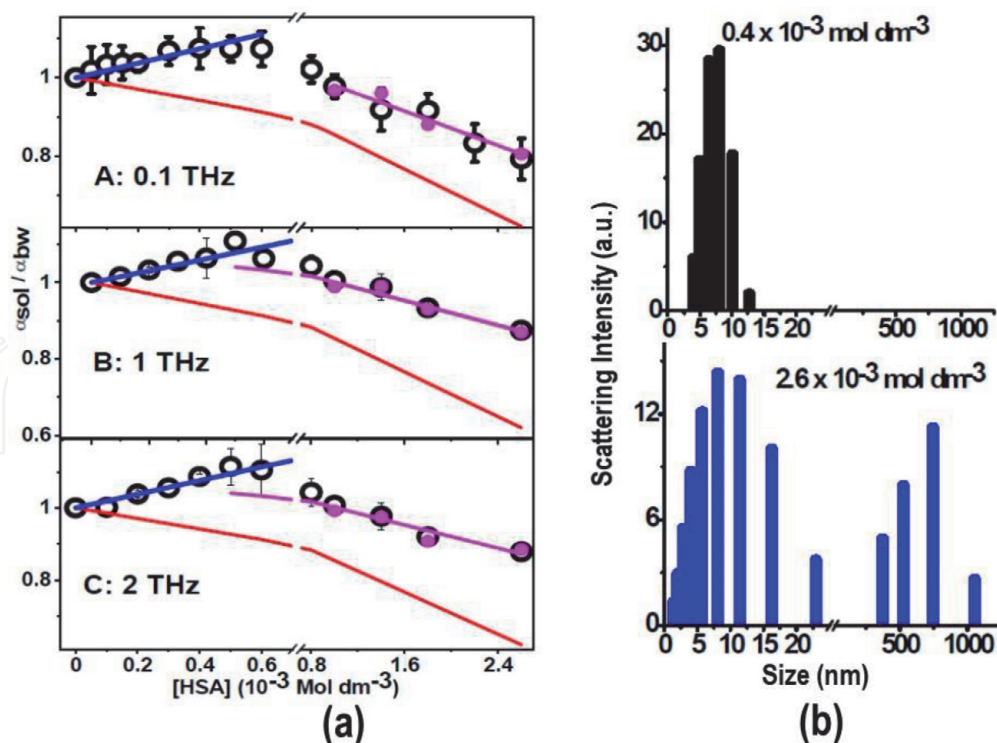 1
0.8
A: 0.1 THz
1
0.8
0.6
B: 1 THz
1
0.8
C: 2 THz
αsol / αbw
0 0.2 0.4 0.6 0.8 1.6 2.4
[HSA] (10⁻³ Mol dm⁻³)
(a)
0.4 x 10⁻³ mol dm⁻³
30
20
10
0
0 5 10 15 20 500 1000
2.6 x 10⁻³ mol dm⁻³
12
6
0
0 5 10 15 20 500 1000
Scattering Intensity (a.u.)
Size (nm)
(b)